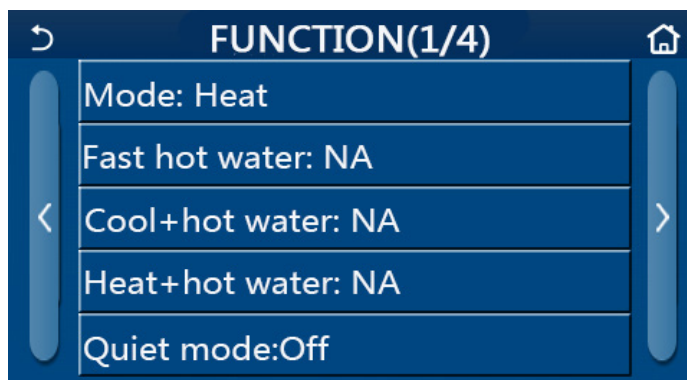 FUNCTION(1/4)
Mode: Heat
Fast hot water: NA
Cool+hot water: NA
Heat+hot water: NA
Quiet mode:Off